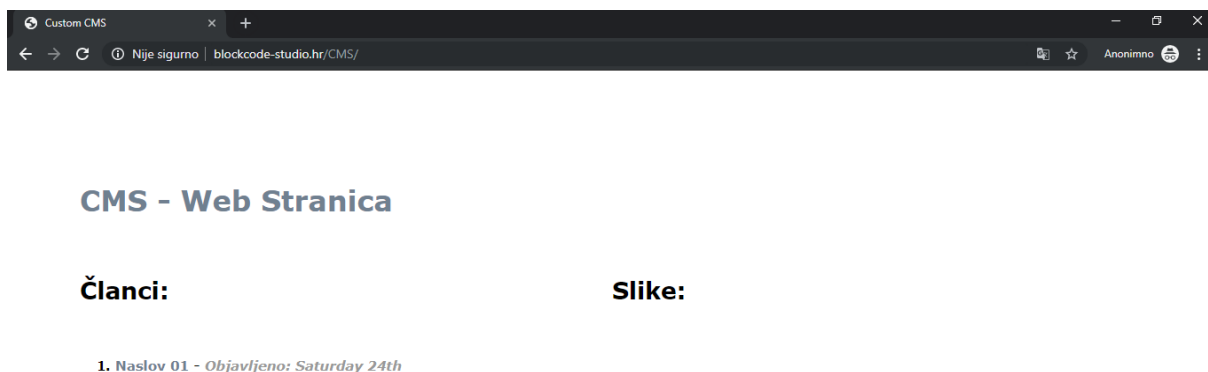 Custom CMS
Nije sigurno | blockcode-studio.hr/CMS/
Anonimno
CMS - Web Stranica
Članci:
Slike:
1. Naslov 01 - Objavljeno: Saturday 24th